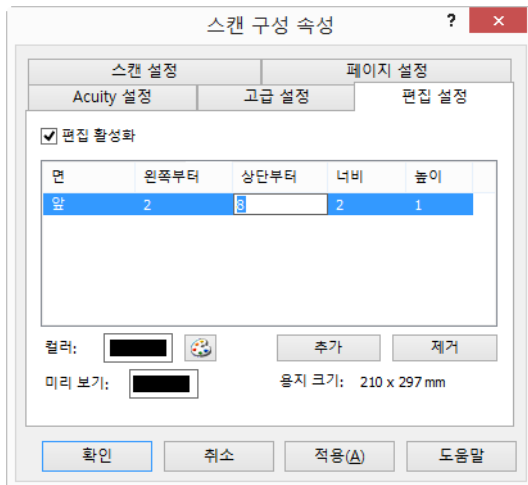 스캔 구성 속성 ? ×
스캔 설정 페이지 설정
Acuity 설정 고급 설정 편집 설정
편집 활성화
면 왼쪽부터 상단부터 너비 높이
앞 2 8 2 1
컬러: 추가 제거
미리 보기: 용지 크기: 210 x 297 mm
확인 취소 적용(A) 도움말